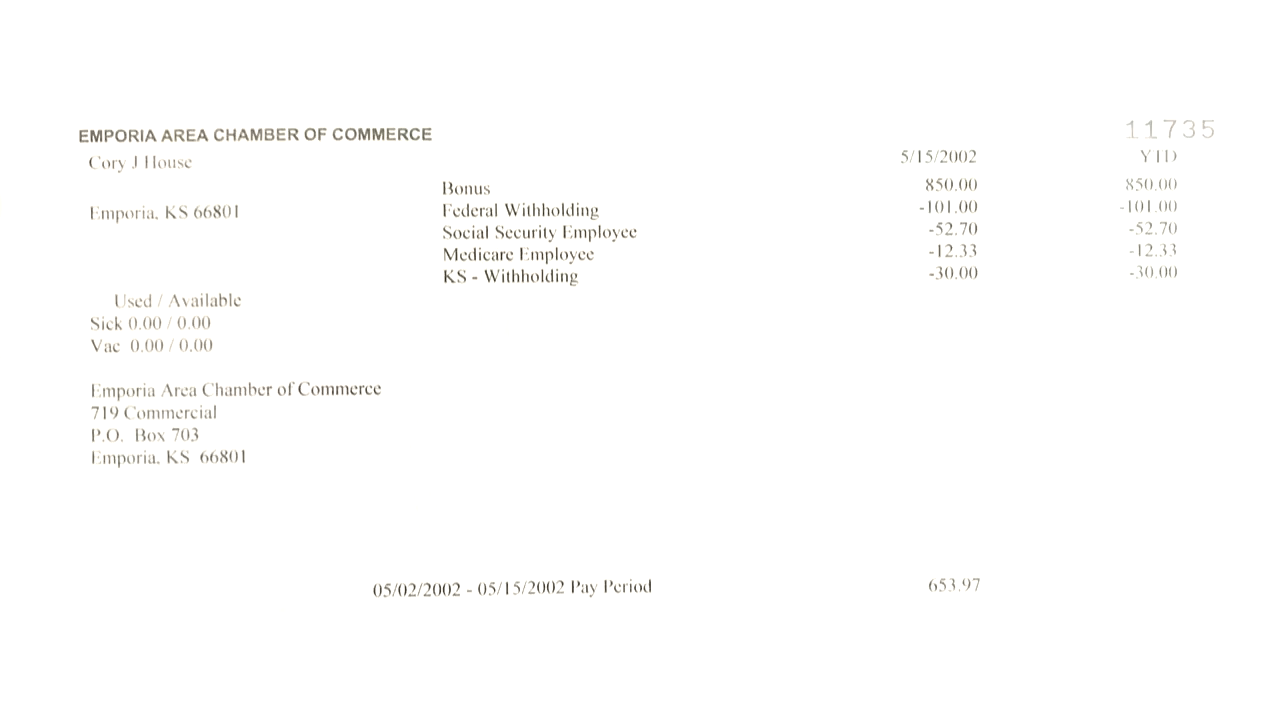 EMPORIA AREA CHAMBER OF COMMERCE 11735
Cory J House 5/15/2002 YTD
Bonus 850.00 850.00
Emporia, KS 66801 Federal Withholding -101.00 -101.00
Social Security Employee -52.70 -52.70
Medicare Employee -12.33 -12.33
KS - Withholding -30.00 -30.00
Used / Available
Sick 0.00 / 0.00
Vac 0.00 / 0.00
Emporia Area Chamber of Commerce
719 Commercial
P.O. Box 703
Emporia, KS 66801
05/02/2002 - 05/15/2002 Pay Period 653.97